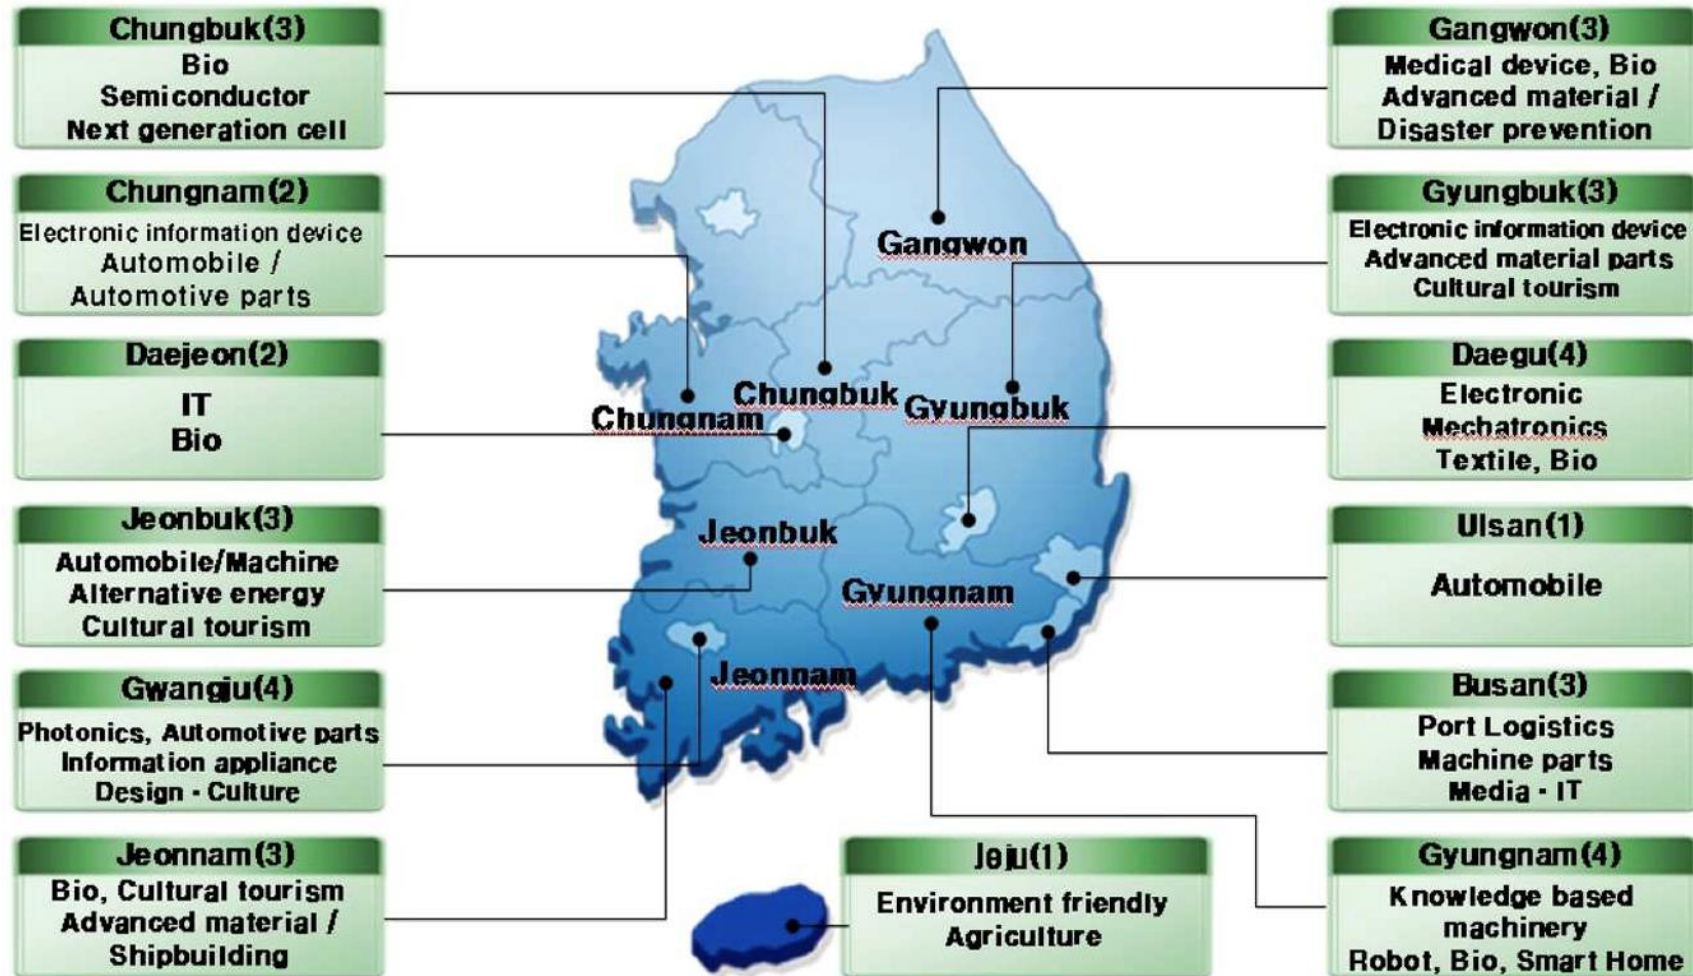 Chungbuk(3)
Bio
Semiconductor
Next generation cell
Chungnam(2)
Electronic information device
Automobile /
Automotive parts
Daejeon(2)
IT
Bio
Jeonbuk(3)
Automobile/Machine
Alternative energy
Cultural tourism
Gwangju(4)
Photonics, Automotive parts
Information appliance
Design - Culture
Jeonnam(3)
Bio, Cultural tourism
Advanced material /
Shipbuilding
Gangwon
Chungbuk
Chungnam
Gyungbuk
Jeonbuk
Gyungnam
Jeonnam
Jeju(1)
Environment friendly
Agriculture
Gangwon(3)
Medical device, Bio
Advanced material /
Disaster prevention
Gyungbuk(3)
Electronic information device
Advanced material parts
Cultural tourism
Daegu(4)
Electronic
Mechatronics
Textile, Bio
Ulsan(1)
Automobile
Busan(3)
Port Logistics
Machine parts
Media - IT
Gyungnam(4)
Knowledge based
machinery
Robot, Bio, Smart Home